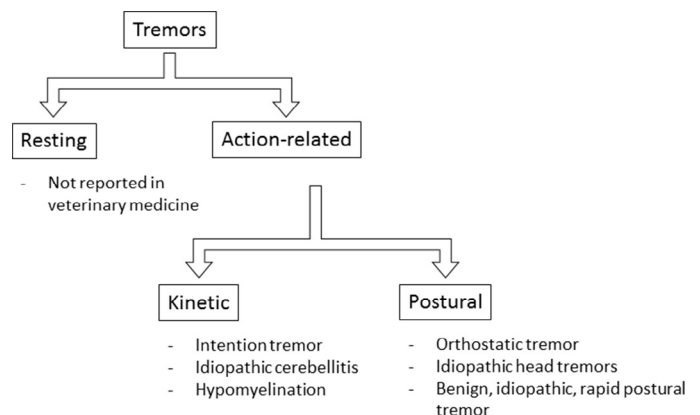 Tremors
Resting
Action-related
- Not reported in
veterinary medicine
Kinetic
Postural
- Intention tremor
- Idiopathic cerebellitis
- Hypomyelination
- Orthostatic tremor
- Idiopathic head tremors
- Benign, idiopathic, rapid postural
tremor